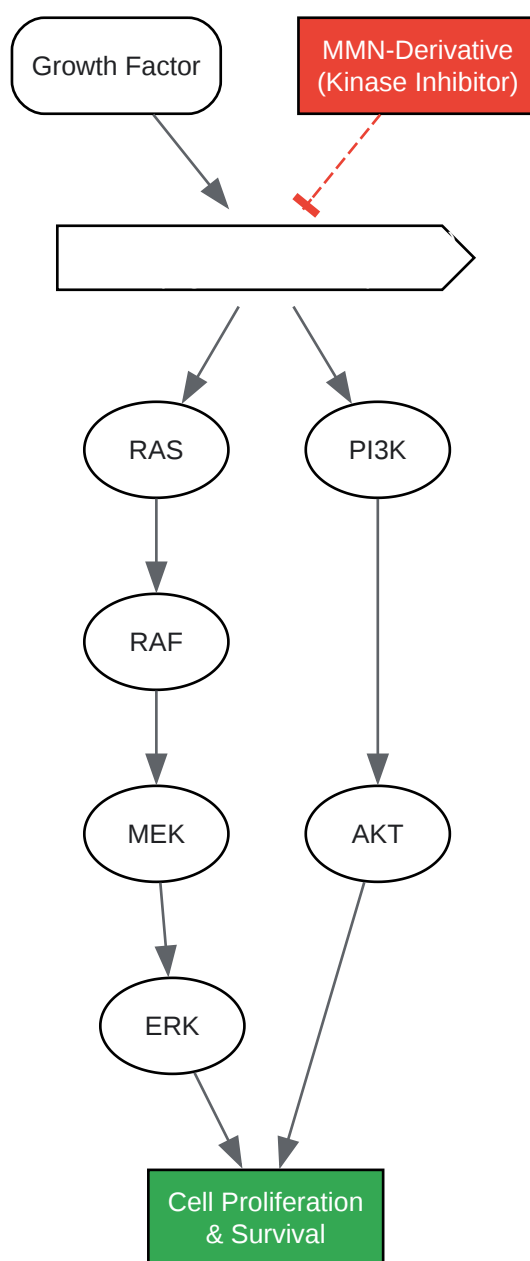 Growth Factor
MMN-Derivative
(Kinase Inhibitor)
RAS
PI3K
RAF
MEK
AKT
ERK
Cell Proliferation
& Survival